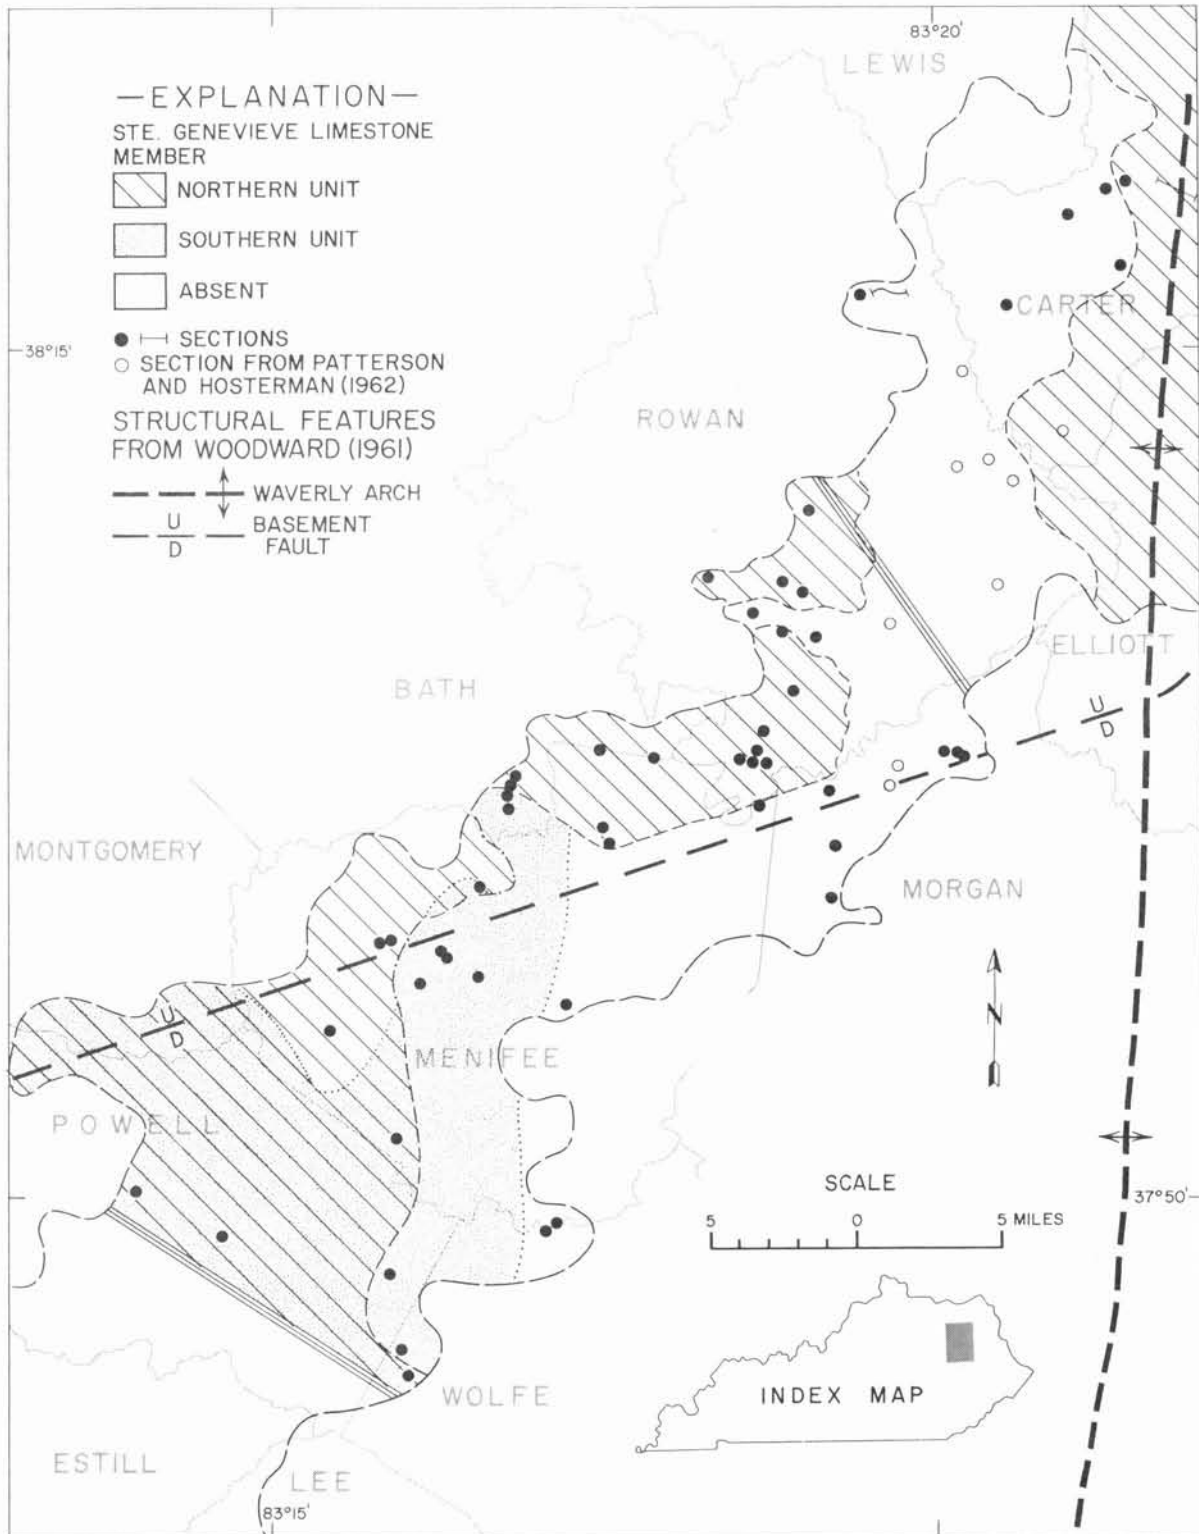 83°20'
LEWIS
—EXPLANATION—
STE. GENEVIEVE LIMESTONE
MEMBER
NORTHERN UNIT
SOUTHERN UNIT
ABSENT
SECTIONS
SECTION FROM PATTERSON
AND HOSTERMAN (1962)
STRUCTURAL FEATURES
FROM WOODWARD (1961)
WAVERLY ARCH
U
D
BASEMENT
FAULT
CARTER
38°15'
ROWAN
ELLIOTT
BATH
U
D
MONTGOMERY
MORGAN
N
U
D
MENIFEE
POWELL
SCALE
37°50'
5 0 5 MILES
INDEX MAP
WOLFE
ESTILL
LEE
83°15'